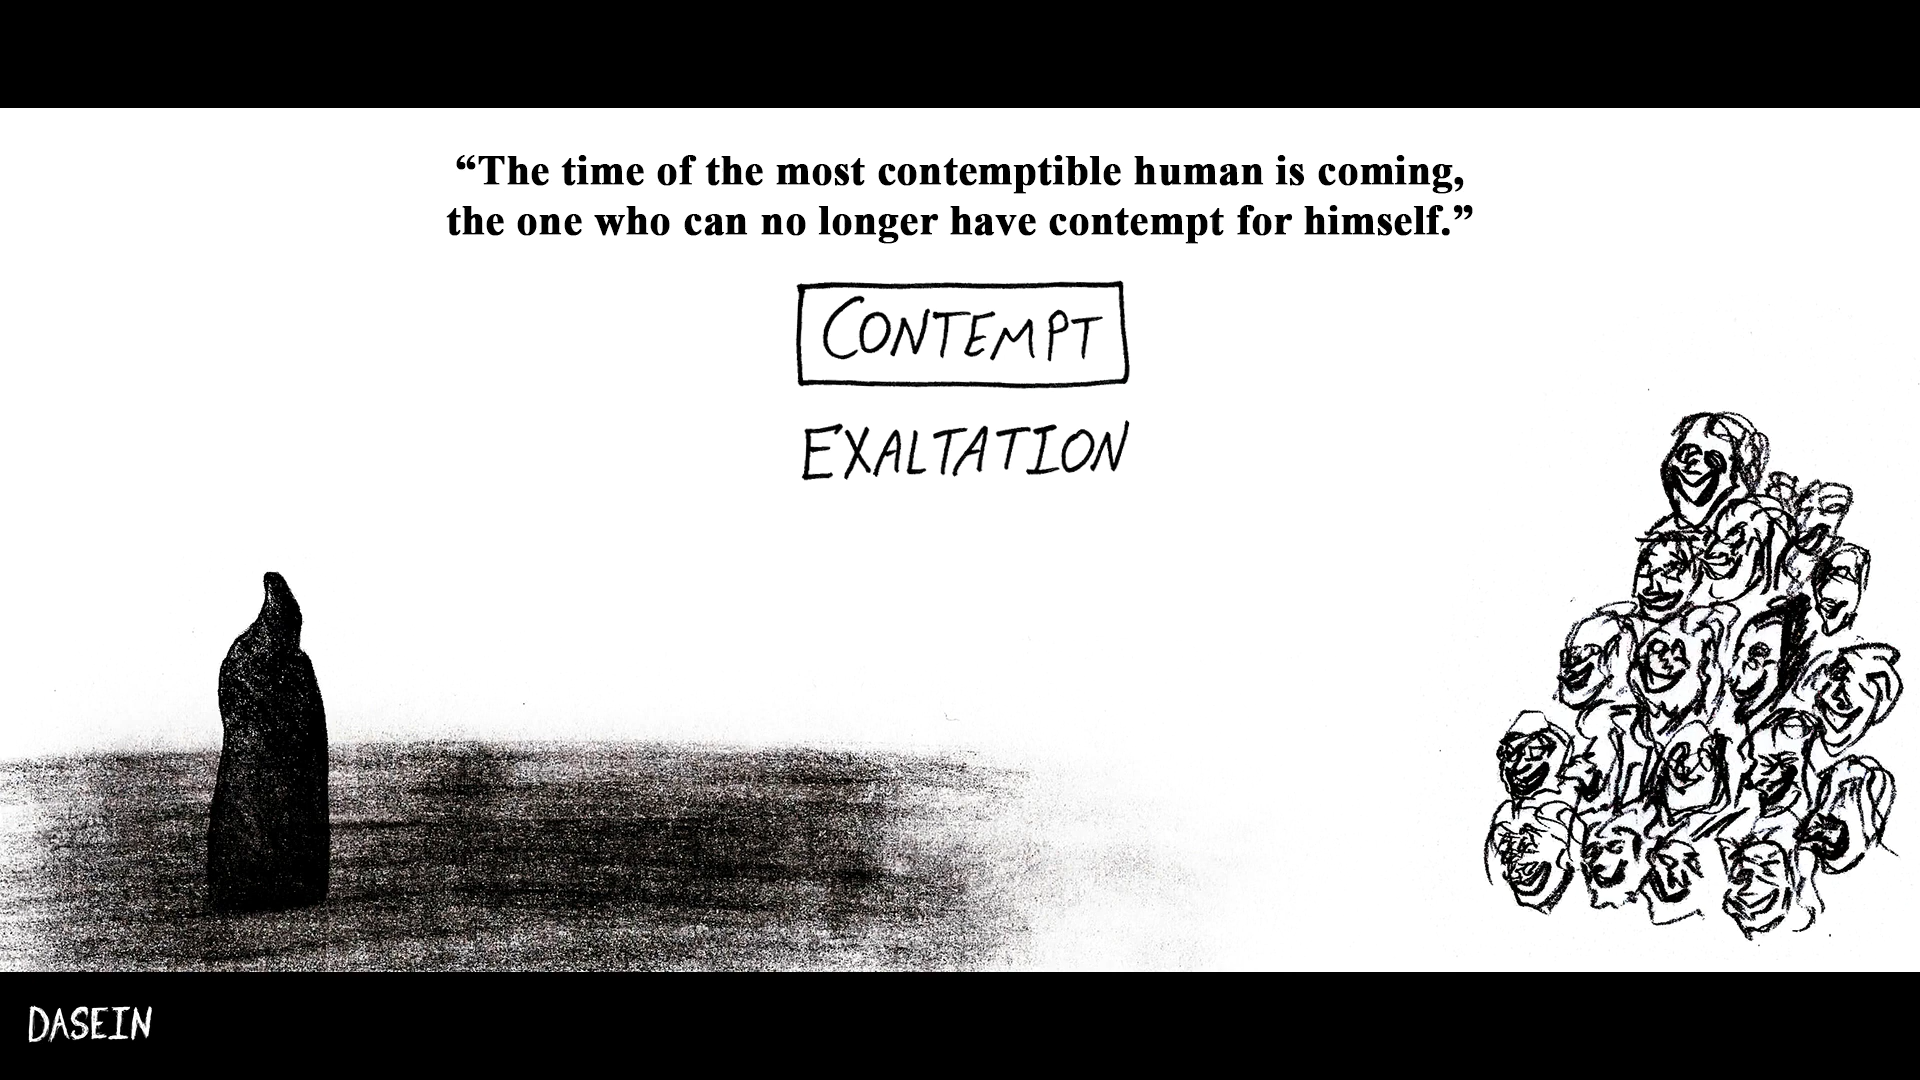 “The time of the most contemptible human is coming,
the one who can no longer have contempt for himself.”
CONTEMPT
EXALTATION
DASEIN